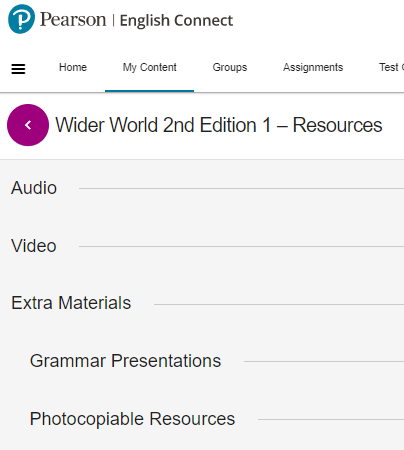 Pearson | English Connect
Home My Content Groups Assignments Test
Wider World 2nd Edition 1 – Resources
Audio
Video
Extra Materials
Grammar Presentations
Photocopiable Resources